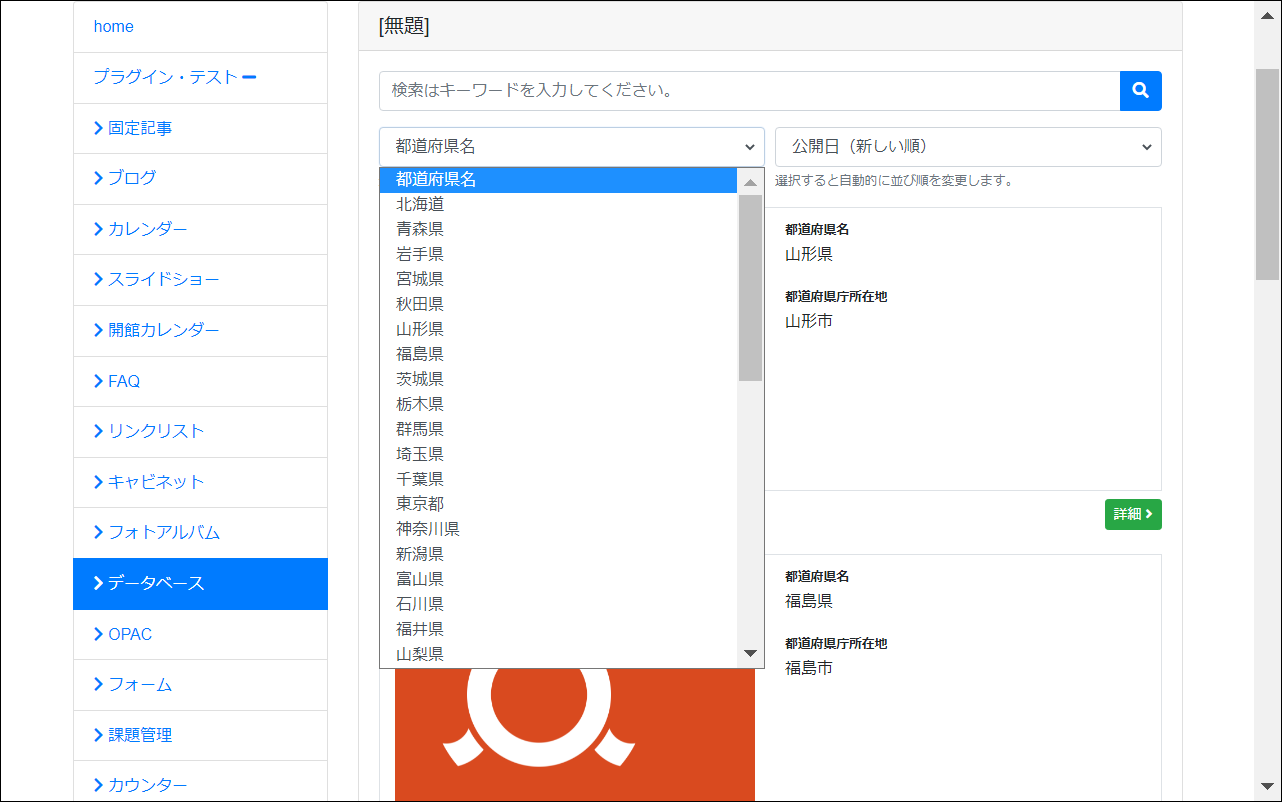 home
プラグイン・テスト
固定記事
ブログ
カレンダー
スライドショー
開館カレンダー
FAQ
リンクリスト
キャビネット
フォトアルバム
データベース
OPAC
フォーム
課題管理
カウンター
[無題]
検索はキーワードを入力してください。
都道府県名
公開日（新しい順）
選択すると自動的に並び順を変更します。
都道府県名
北海道
青森県
岩手県
宮城県
秋田県
山形県
福島県
茨城県
栃木県
群馬県
埼玉県
千葉県
東京都
神奈川県
新潟県
富山県
石川県
福井県
山梨県
都道府県名
山形県
都道府県庁所在地
山形市
詳細
都道府県名
福島県
都道府県庁所在地
福島市